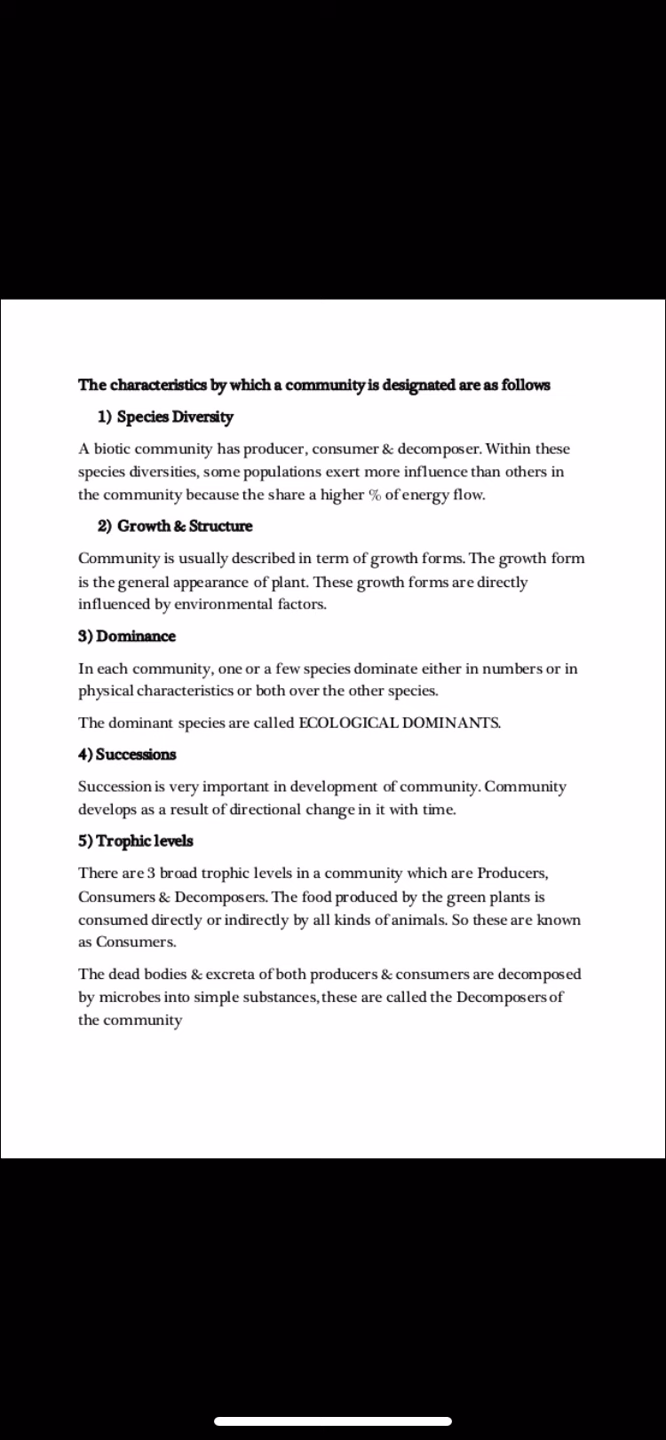 The characteristics by which a community is designated are as follows
1) Species Diversity
A biotic community has producer, consumer & decomposer. Within these
species diversities, some populations exert more influence than others in
the community because the share a higher % of energy flow.
2) Growth & Structure
Community is usually described in term of growth forms. The growth form
is the general appearance of plant. These growth forms are directly
influenced by environmental factors.
3) Dominance
In each community, one or a few species dominate either in numbers or in
physical characteristics or both over the other species.
The dominant species are called ECOLOGICAL DOMINANTS.
4) Successions
Succession is very important in development of community. Community
develops as a result of directional change in it with time.
5) Trophic levels
There are 3 broad trophic levels in a community which are Producers,
Consumers & Decomposers. The food produced by the green plants is
consumed directly or indirectly by all kinds of animals. So these are known
as Consumers.
The dead bodies & excreta of both producers & consumers are decomposed
by microbes into simple substances, these are called the Decomposers of
the community